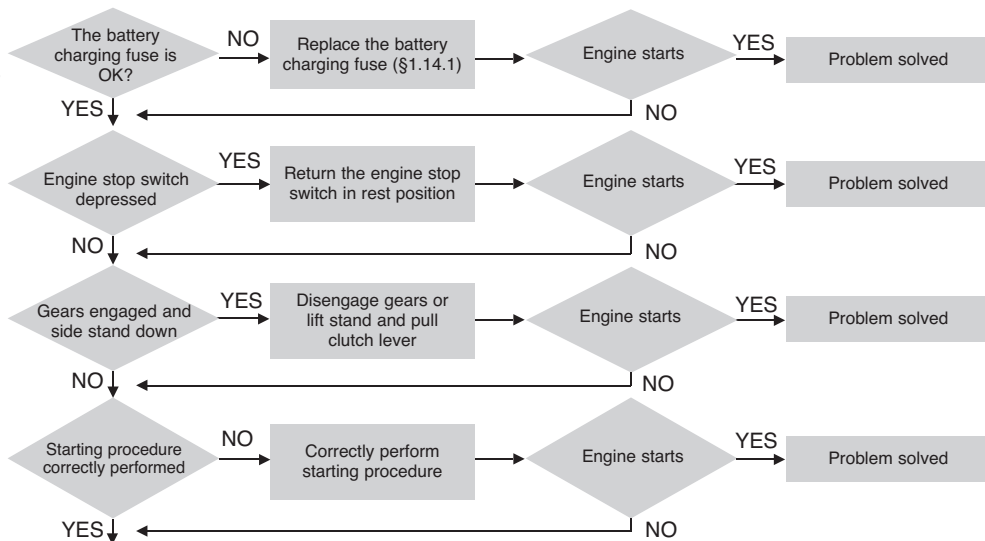 The battery
charging fuse is
OK?
NO
Replace the battery
charging fuse (§1.14.1)
Engine starts
YES
Problem solved
YES
NO
Engine stop switch
depressed
YES
Return the engine stop
switch in rest position
Engine starts
YES
Problem solved
NO
NO
Gears engaged and
side stand down
YES
Disengage gears or
lift stand and pull
clutch lever
Engine starts
YES
Problem solved
NO
NO
Starting procedure
correctly performed
NO
Correctly perform
starting procedure
Engine starts
YES
Problem solved
YES
NO